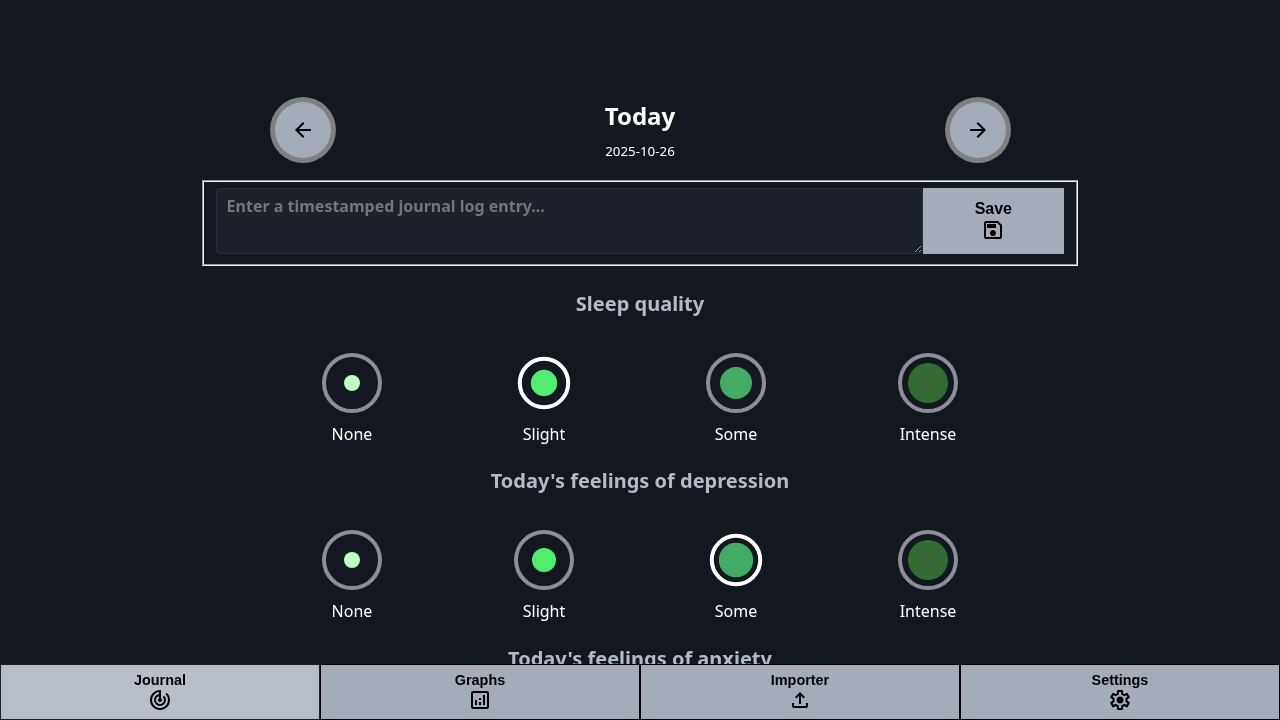 Today
2025-10-26
Enter a timestamped journal log entry...
Save
Sleep quality
None Slight Some Intense
Today's feelings of depression
None Slight Some Intense
Today's feelings of anxiety
Journal Graphs Importer Settings